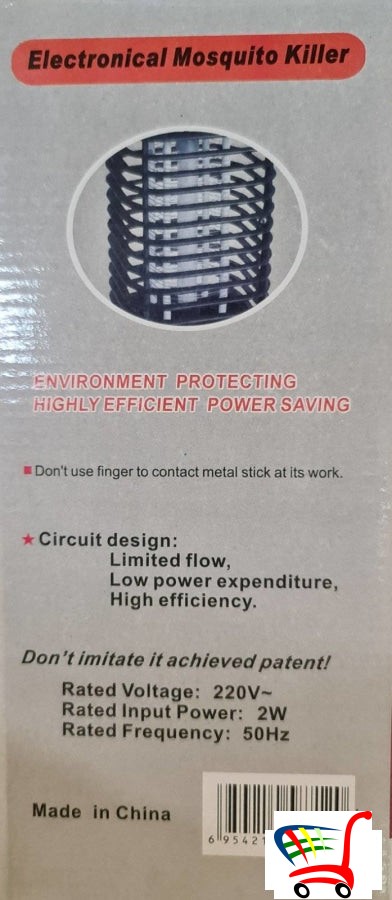 Electronical Mosquito Killer
ENVIRONMENT PROTECTING
HIGHLY EFFICIENT POWER SAVING
Don't use finger to contact metal stick at its work.
★ Circuit design:
Limited flow,
Low power expenditure,
High efficiency.
Don't imitate it achieved patent!
Rated Voltage: 220V~
Rated Input Power: 2W
Rated Frequency: 50Hz
Made in China
6 95421